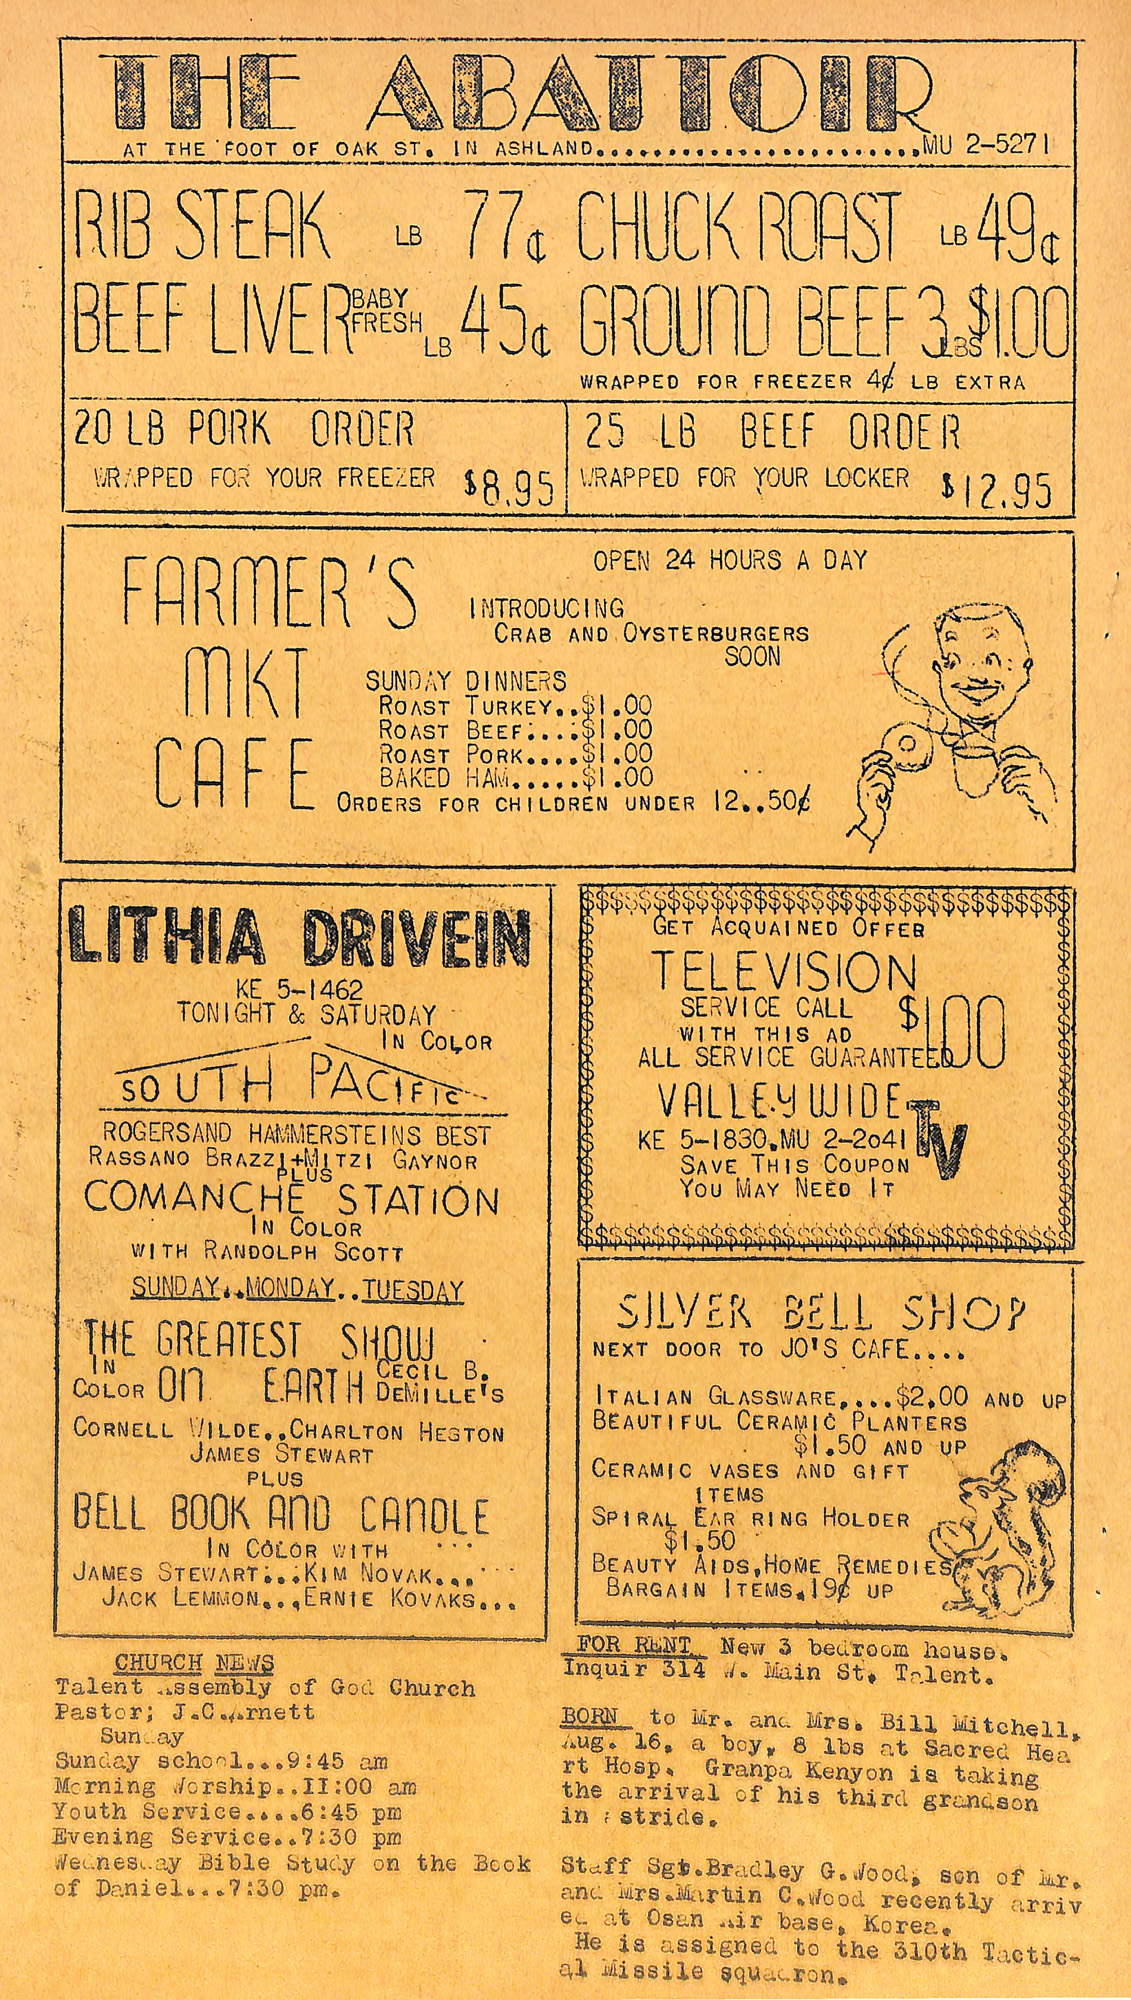 THE ABATTOIR
AT THE FOOT OF OAK ST. IN ASHLAND.......................MU 2-5271
RIB STEAK LB 77¢ CHUCK ROAST LB 49¢
BEEF LIVER BABY FRESH LB 45¢ GROUND BEEF 3 LBS $1.00
WRAPPED FOR FREEZER 4¢ LB EXTRA
20 LB PORK ORDER
WRAPPED FOR YOUR FREEZER $8.95
25 LB BEEF ORDER
WRAPPED FOR YOUR LOCKER $12.95
FARMER'S
MKT
CAFE
OPEN 24 HOURS A DAY
INTRODUCING
CRAB AND OYSTERBURGERS
SOON
SUNDAY DINNERS
ROAST TURKEY..$1.00
ROAST BEEF....$1.00
ROAST PORK....$1.00
BAKED HAM.....$1.00
ORDERS FOR CHILDREN UNDER 12..50¢
LITHIA DRIVEIN
KE 5-1462
TONIGHT & SATURDAY
IN COLOR
SOUTH PACIFIC
ROGERSAND HAMMERSTEINS BEST
RASSANO BRAZZI+MITZI GAYNOR
PLUS
COMANCHE STATION
IN COLOR
WITH RANDOLPH SCOTT
SUNDAY..MONDAY..TUESDAY
THE GREATEST SHOW
IN COLOR ON EARTH CECIL B. DEMILLE'S
CORNELL WILDE..CHARLTON HESTON
JAMES STEWART
PLUS
BELL BOOK AND CANDLE
IN COLOR WITH
JAMES STEWART...KIM NOVAK...
JACK LEMMON...ERNIE KOVAKS...
$$$$$$$$$$$$$$$$$$$$$$$$$$$$$$$$$$
GET ACQUAINED OFFER
TELEVISION
SERVICE CALL $1.00
WITH THIS AD
ALL SERVICE GUARANTEED
VALLEY WIDE TV
KE 5-1830.MU 2-2041
SAVE THIS COUPON
YOU MAY NEED IT
$$$$$$$$$$$$$$$$$$$$$$$$$$$$$$$$$$
SILVER BELL SHOP
NEXT DOOR TO JO'S CAFE....
ITALIAN GLASSWARE.....$2.00 AND UP
BEAUTIFUL CERAMIC PLANTERS
$1.50 AND UP
CERAMIC VASES AND GIFT
ITEMS
SPIRAL EAR RING HOLDER
$1.50
BEAUTY AIDS,HOME REMEDIES
BARGAIN ITEMS.19¢ UP
CHURCH NEWS
Talent Assembly of God Church
Pastor; J.C.Arnett
Sunday
Sunday school...9:45 am
Morning Worship..II:00 am
Youth Service....6:45 pm
Evening Service..7:30 pm
Wednesday Bible Study on the Book
of Daniel...7:30 pm.
FOR RENT New 3 bedroom house.
Inquir 314 W. Main St, Talent.
BORN to Mr. and Mrs. Bill Mitchell,
Aug. 16, a boy, 8 lbs at Sacred Hea
rt Hosp. Granpa Kenyon is taking
the arrival of his third grandson
in a stride.
Staff Sgt.Bradley G.Wood, son of Mr.
and Mrs.Martin C.Wood recently arriv
ed at Osan Air base, Korea.
He is assigned to the 310th Tactic-
al Missile squadron.